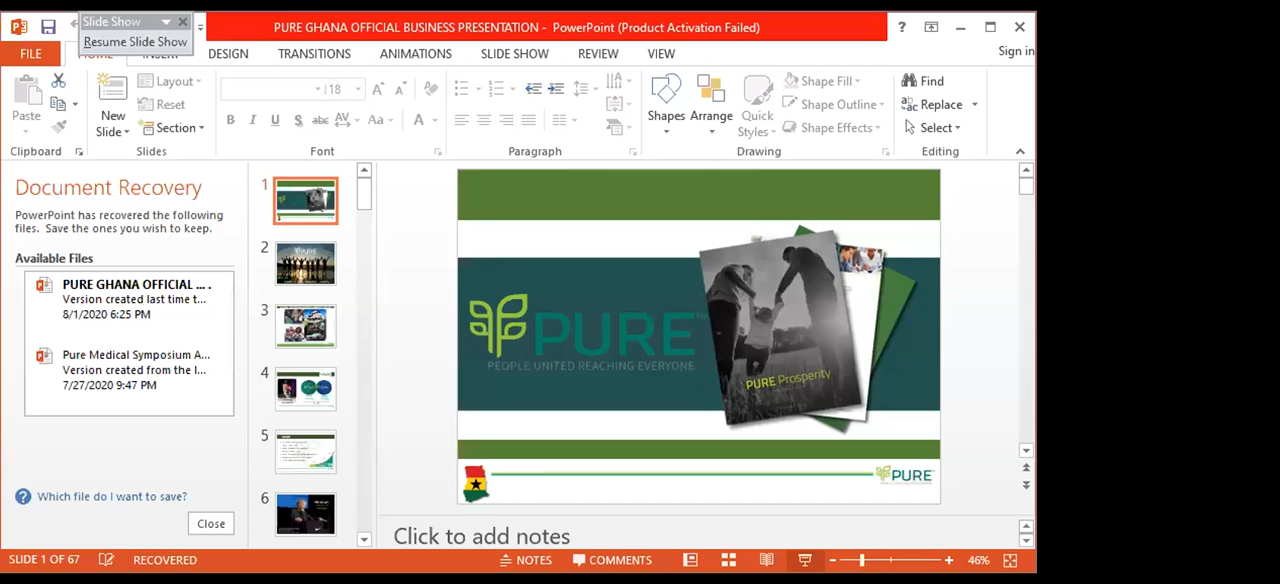 Slide Show
Resume Slide Show
PURE GHANA OFFICIAL BUSINESS PRESENTATION - PowerPoint (Product Activation Failed)
?
Sign in
FILE HOME INSERT DESIGN TRANSITIONS ANIMATIONS SLIDE SHOW REVIEW VIEW
Paste
Clipboard
New
Slide
Layout
Reset
Section
Slides
18
B I U S abc AV Aa A
Font
Paragraph
Shapes
Arrange
Quick
Styles
Shape Fill
Shape Outline
Shape Effects
Drawing
Find
Replace
Select
Editing
Document Recovery
PowerPoint has recovered the following
files. Save the ones you wish to keep.
Available Files
PURE GHANA OFFICIAL ... .
Version created last time t...
8/1/2020 6:25 PM
Pure Medical Symposium A...
Version created from the l...
7/27/2020 9:47 PM
Which file do I want to save?
Close
1
2
3
4
5
6
PURE
PEOPLE UNITED REACHING EVERYONE
PURE Prosperity
PURE
Click to add notes
SLIDE 1 OF 67 RECOVERED NOTES COMMENTS 46%